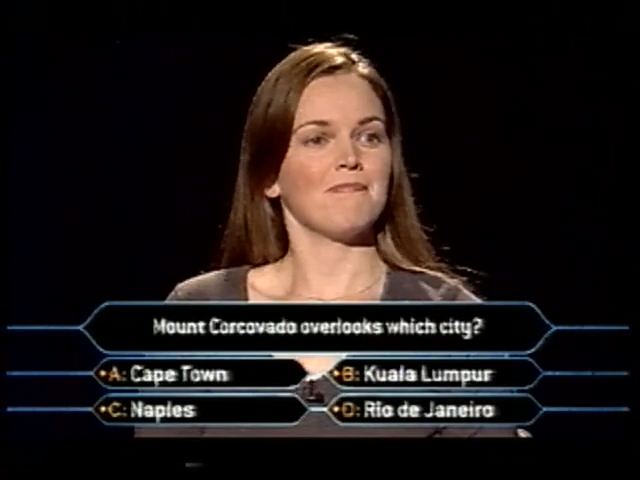 Mount Corcovado overlooks which city?
A: Cape Town
B: Kuala Lumpur
C: Naples
D: Rio de Janeiro